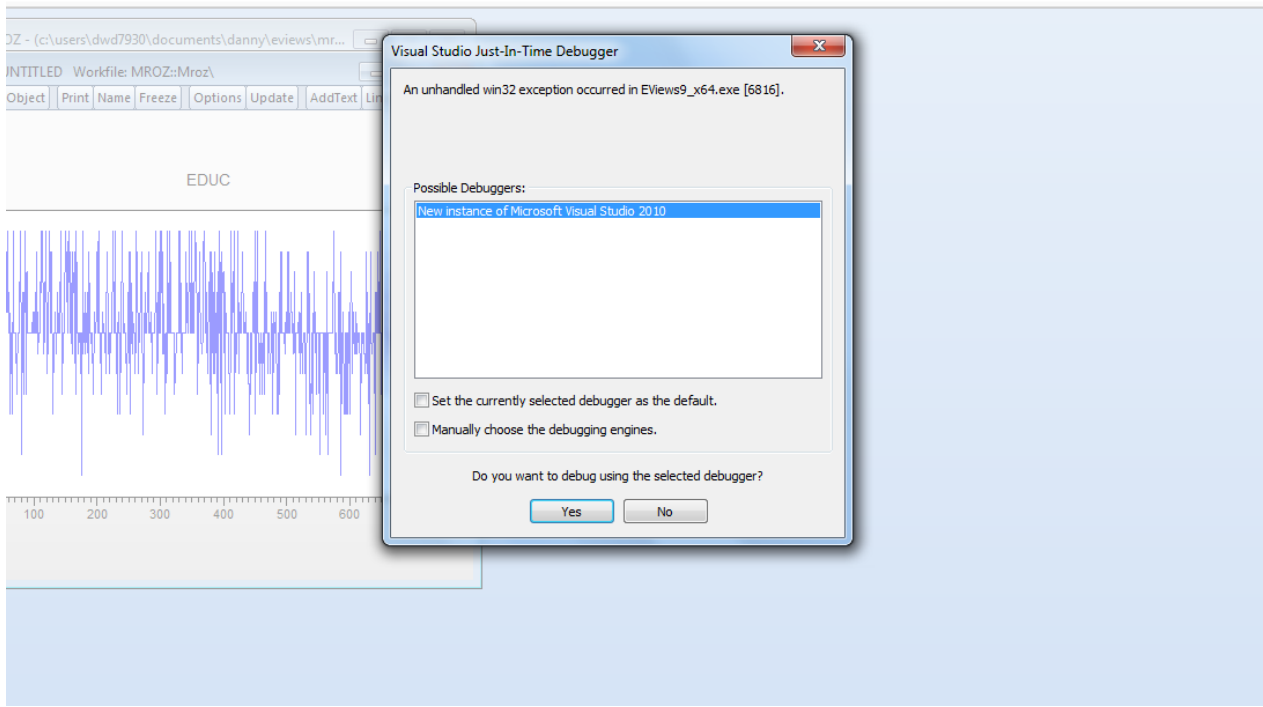 OZ - (c:\users\dwd7930\documents\danny\eviews\mr...
UNTITLED Workfile: MROZ::Mroz\
Object Print Name Freeze Options Update AddText
EDUC
100 200 300 400 500 600
Visual Studio Just-In-Time Debugger
An unhandled win32 exception occurred in EViews9_x64.exe [6816].
Possible Debuggers:
New instance of Microsoft Visual Studio 2010
Set the currently selected debugger as the default.
Manually choose the debugging engines.
Do you want to debug using the selected debugger?
Yes No